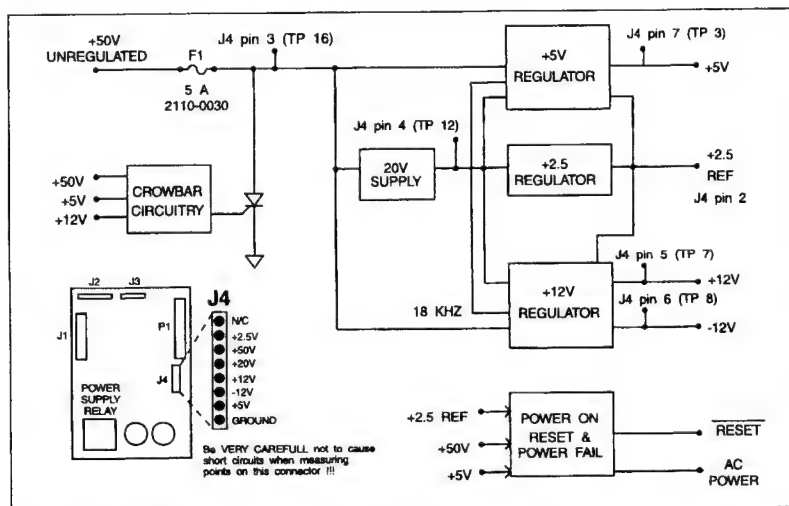 +50V
UNREGULATED
F1
5 A
2110-0030
J4 pin 3 (TP 16)
+5V
REGULATOR
J4 pin 7 (TP 3)
+5V
J4 pin 4 (TP 12)
20V
SUPPLY
+2.5
REGULATOR
+2.5
REF
J4 pin 2
+50V
+5V
+12V
CROWBAR
CIRCUITRY
18 KHZ
+12V
REGULATOR
J4 pin 5 (TP 7)
+12V
J4 pin 6 (TP 8)
-12V
J2
J3
J1
P1
J4
POWER
SUPPLY
RELAY
J4
N/C
+2.5V
+50V
+20V
+12V
-12V
+5V
GROUND
Be VERY CAREFULL not to cause
short circuits when measuring
points on this connector !!!
+2.5 REF
+50V
+5V
POWER ON
RESET &
POWER FAIL
RESET
AC
POWER